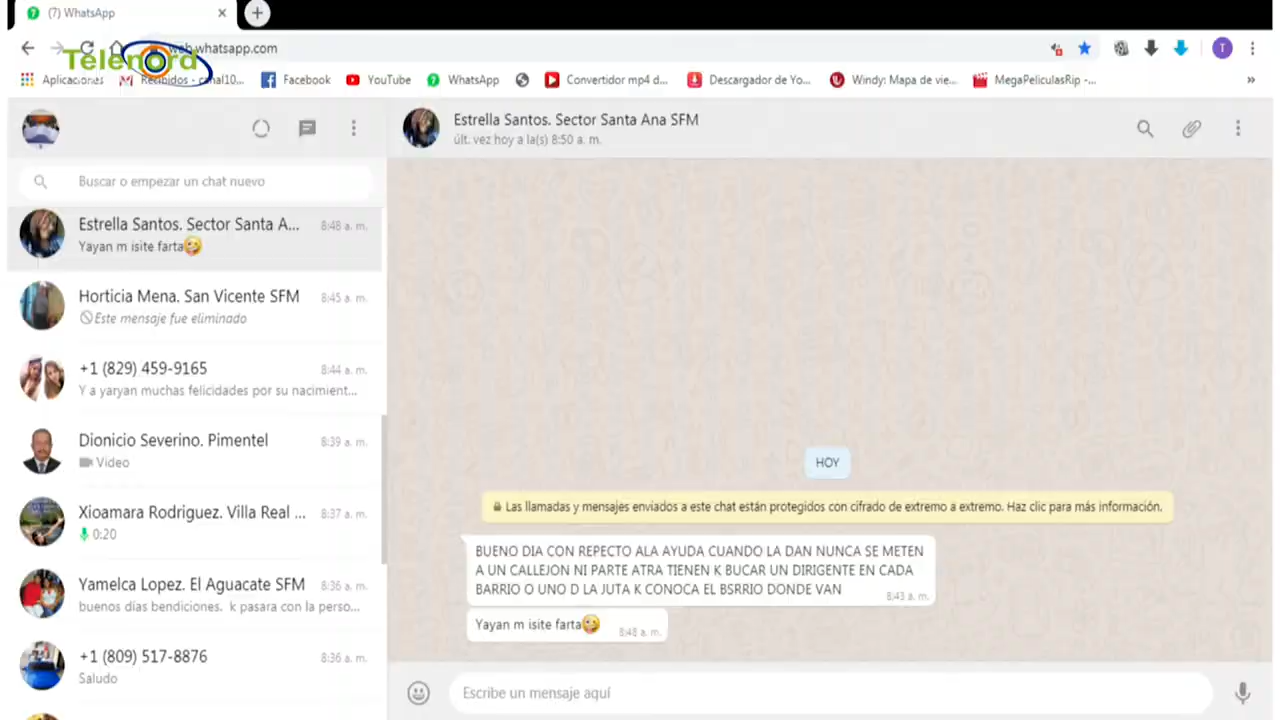 (7) WhatsApp
web.whatsapp.com
Telenord
Aplicaciones
Recibidos - canal10...
Facebook
YouTube
WhatsApp
Convertidor mp4 d...
Descargador de Yo...
Windy: Mapa de vie...
MegaPeliculasRip -...
»
T
Buscar o empezar un chat nuevo
Estrella Santos. Sector Santa A...
8:48 a. m.
Yayan m isite farta🤪
Horticia Mena. San Vicente SFM
8:45 a. m.
Este mensaje fue eliminado
+1 (829) 459-9165
8:44 a. m.
Y a yaryan muchas felicidades por su nacimient...
Dionicio Severino. Pimentel
8:39 a. m.
Video
Xioamara Rodriguez. Villa Real ...
8:37 a. m.
0:20
Yamelca Lopez. El Aguacate SFM
8:36 a. m.
buenos días bendiciones. k pasara con la perso...
+1 (809) 517-8876
8:36 a. m.
Saludo
Estrella Santos. Sector Santa Ana SFM
últ. vez hoy a la(s) 8:50 a. m.
HOY
Las llamadas y mensajes enviados a este chat están protegidos con cifrado de extremo a extremo. Haz clic para más información.
BUENO DIA CON REPECTO ALA AYUDA CUANDO LA DAN NUNCA SE METEN
A UN CALLEJON NI PARTE ATRA TIENEN K BUCAR UN DIRIGENTE EN CADA
BARRIO O UNO D LA JUTA K CONOCA EL BSRRIO DONDE VAN
8:43 a. m.
Yayan m isite farta🤪
8:48 a. m.
Escribe un mensaje aquí